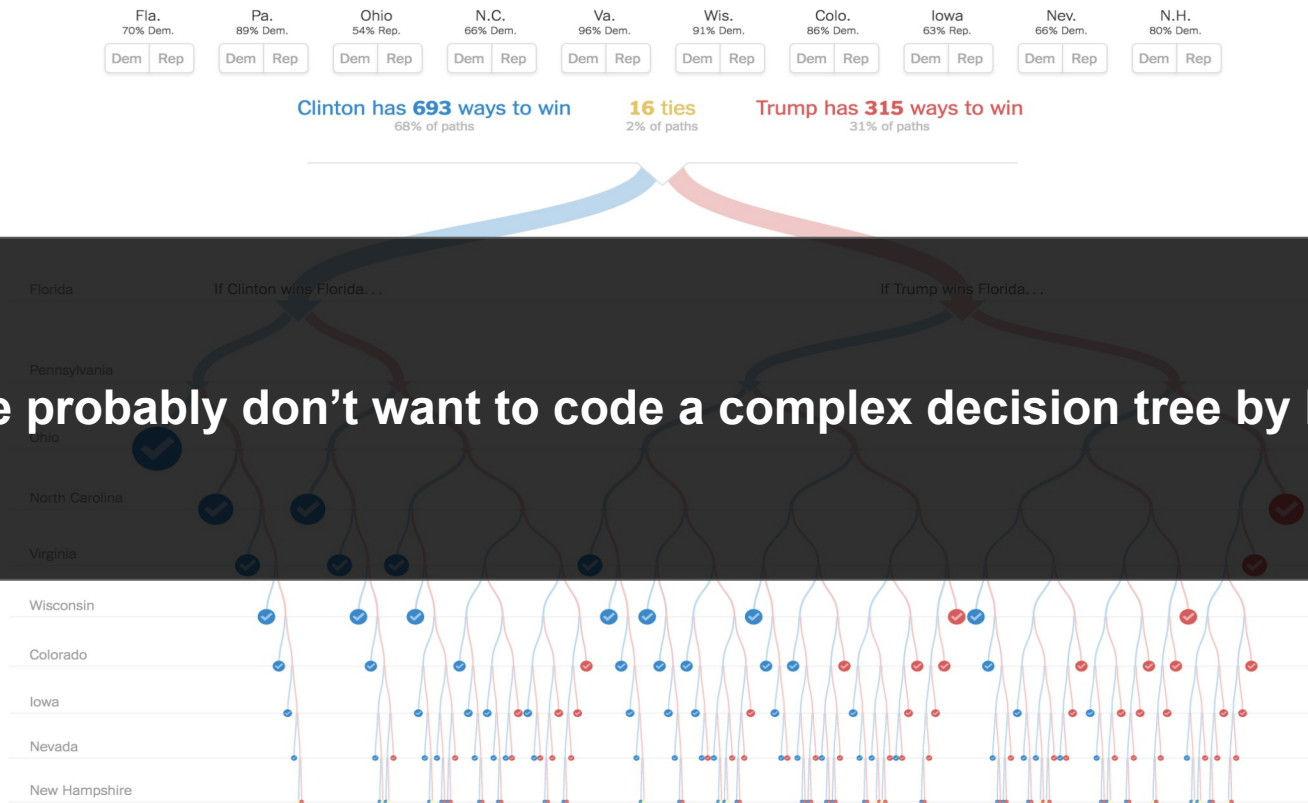 Fla. Pa. Ohio N.C. Va. Wis. Colo. Iowa Nev. N.H.
70% Dem. 89% Dem. 54% Rep. 66% Dem. 96% Dem. 91% Dem. 86% Dem. 63% Rep. 66% Dem. 80% Dem.
Dem Rep Dem Rep Dem Rep Dem Rep Dem Rep Dem Rep Dem Rep Dem Rep Dem Rep Dem Rep
Clinton has 693 ways to win 16 ties Trump has 315 ways to win
68% of paths 2% of paths 31% of paths
Florida If Clinton wins Florida... If Trump wins Florida...
Pennsylvania
e probably don’t want to code a complex decision tree by
Ohio
North Carolina
Virginia
Wisconsin
Colorado
Iowa
Nevada
New Hampshire